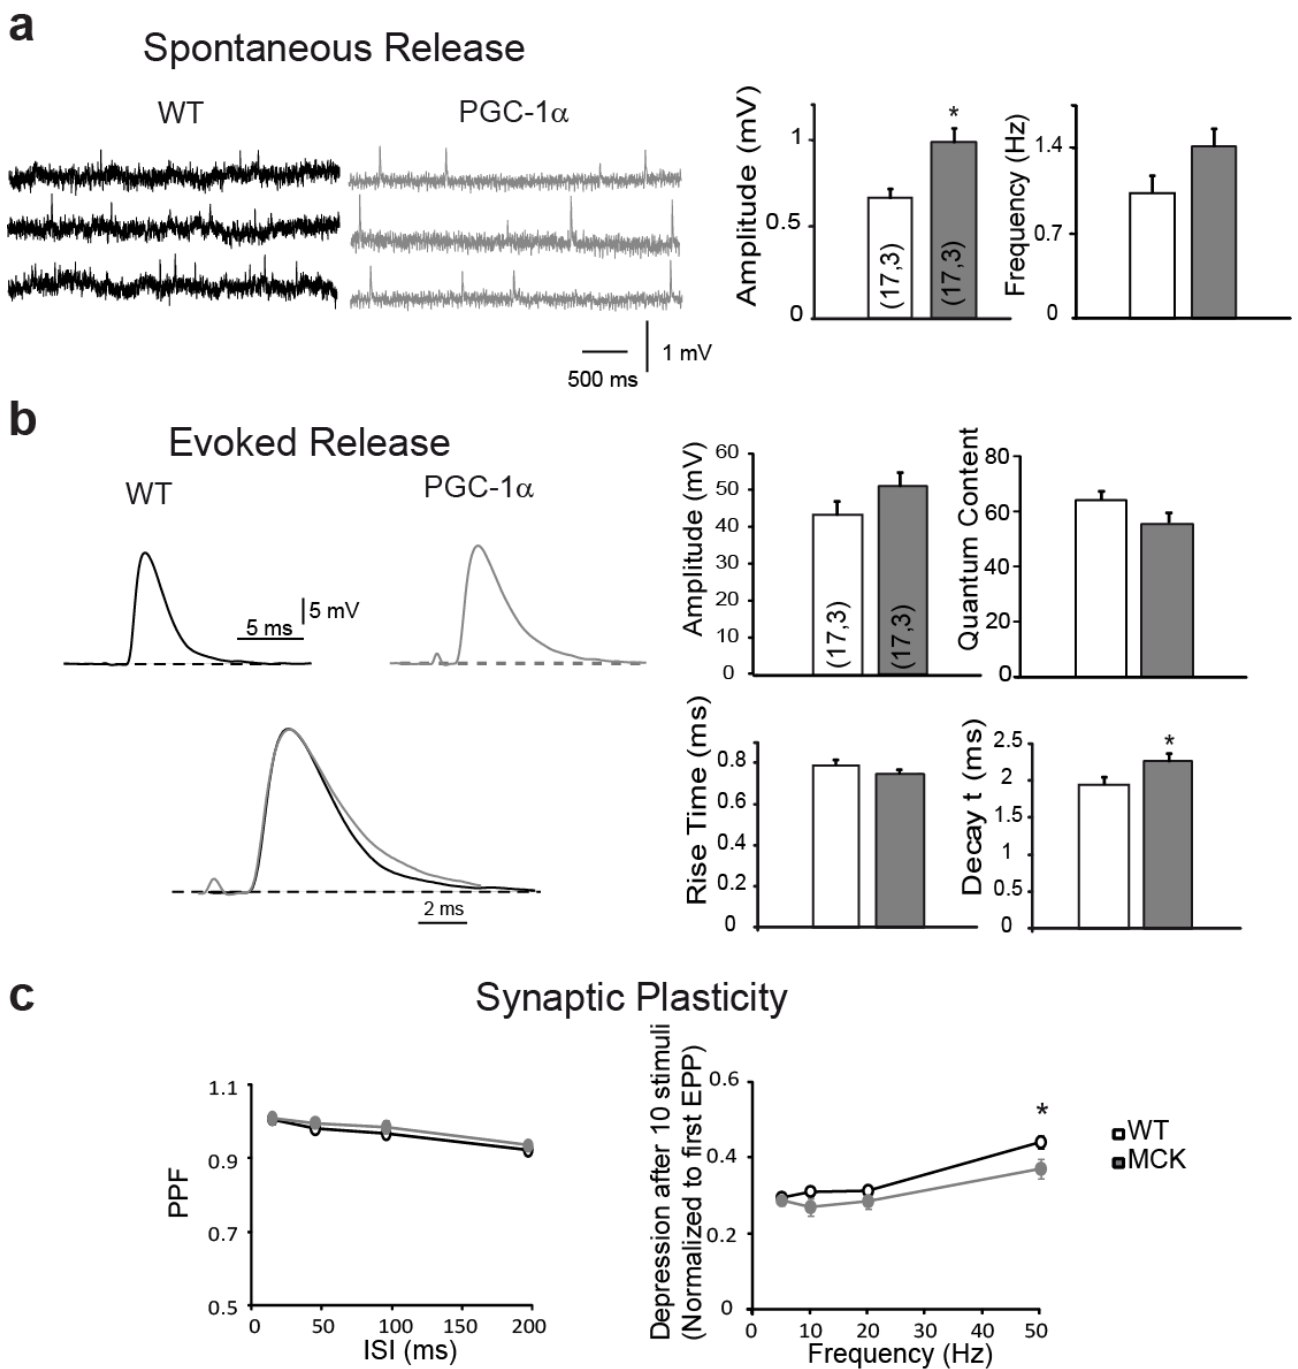 a
Spontaneous Release
WT
PGC-1α
500 ms
1 mV
Amplitude (mV)
1
0.5
0
*
(17,3)
(17,3)
Frequency (Hz)
1.4
0.7
0
b
Evoked Release
WT
PGC-1α
5 mV
5 ms
2 ms
Amplitude (mV)
60
50
40
30
20
10
0
(17,3)
(17,3)
Quantum Content
80
60
40
20
0
Rise Time (ms)
0.8
0.6
0.4
0.2
0
Decay t (ms)
2.5
2
1.5
1
0.5
0
*
c
Synaptic Plasticity
PPF
1.1
0.9
0.7
0.5
0 50 100 150 200
ISI (ms)
Depression after 10 stimuli
(Normalized to first EPP)
0.6
0.4
0.2
0
*
0 10 20 30 40 50
Frequency (Hz)
WT
MCK